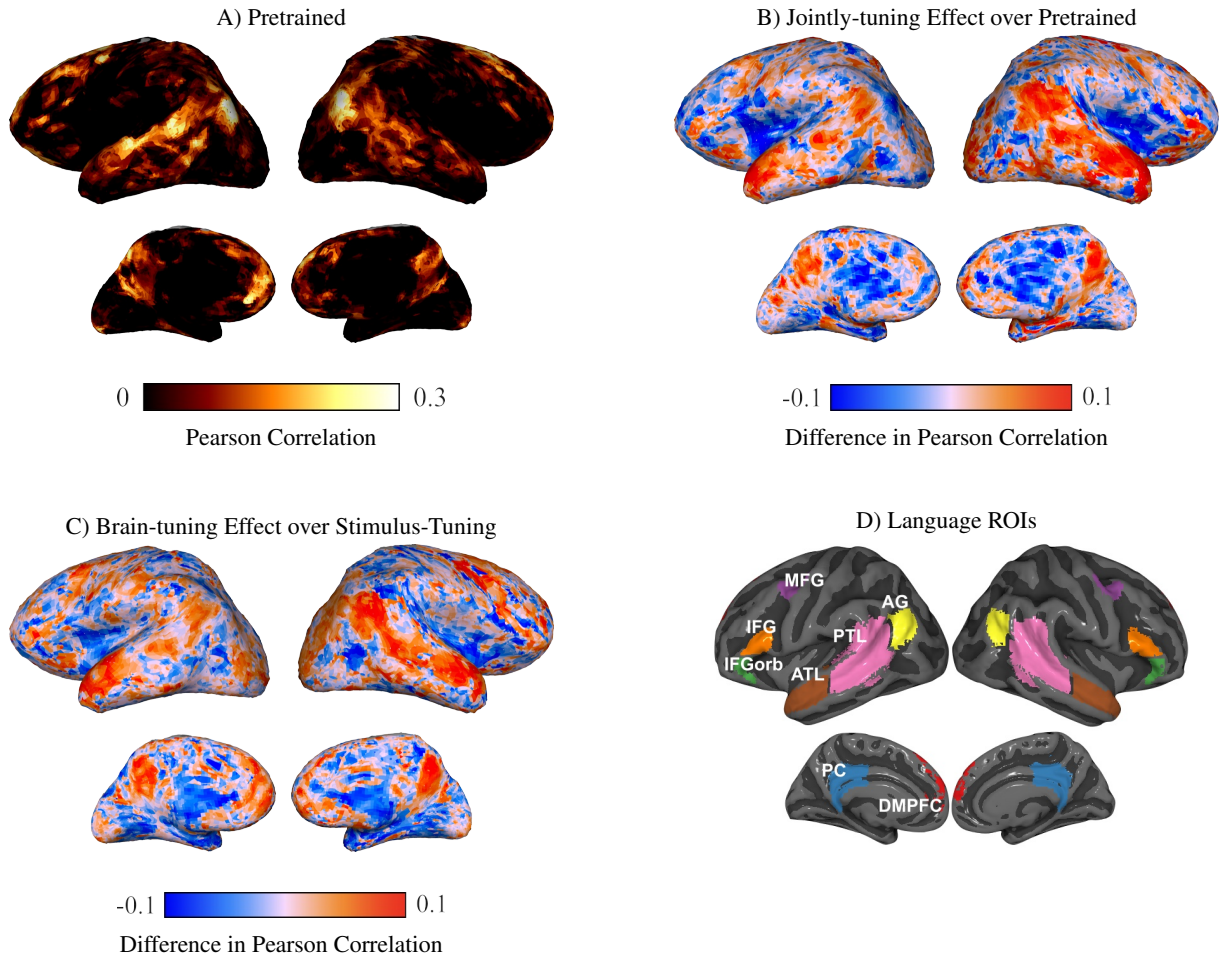 A) Pretrained
0 0.3
Pearson Correlation
B) Jointly-tuning Effect over Pretrained
-0.1 0.1
Difference in Pearson Correlation
C) Brain-tuning Effect over Stimulus-Tuning
-0.1 0.1
Difference in Pearson Correlation
D) Language ROIs
MFG
AG
IFG
PTL
IFGorb
ATL
PC
DMPFC